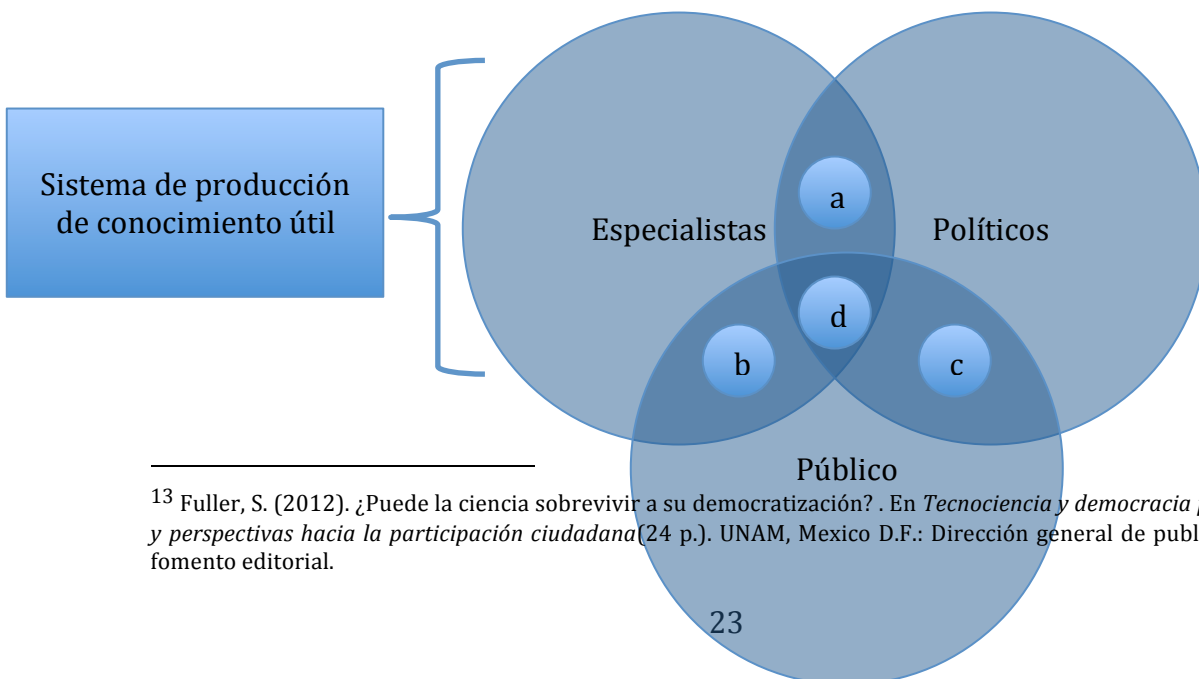 Sistema de producción
de conocimiento útil
Especialistas
Políticos
a
d
b
c
Público
13 Fuller, S. (2012). ¿Puede la ciencia sobrevivir a su democratización? . En Tecnociencia y democracia
y perspectivas hacia la participación ciudadana(24 p.). UNAM, Mexico D.F.: Dirección general de publ
fomento editorial.
23